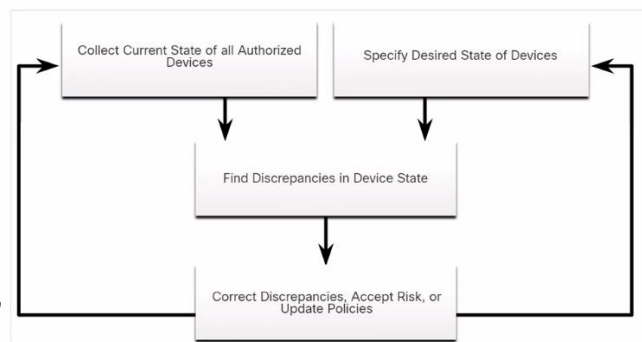 Collect Current State of all Authorized
Devices
Specify Desired State of Devices
Find Discrepancies in Device State
Correct Discrepancies, Accept Risk, or
Update Policies